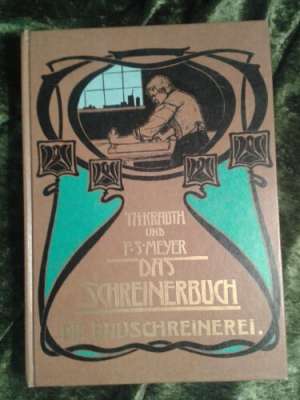 TH·KRAUTH
UND
F·S·MEYER
DAS
SCHREINERBUCH
DIE BAUSCHREINEREI.